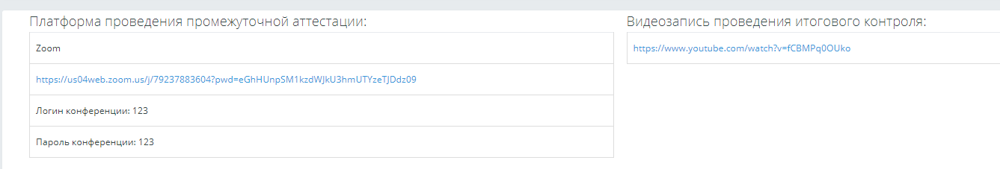 Платформа проведения промежуточной аттестации:
Zoom
https://us04web.zoom.us/j/79237883604?pwd=eGhHUnpSM1kzdWJkU3hmUTYzeTJDdz09
Логин конференции: 123
Пароль конференции: 123
Видеозапись проведения итогового контроля:
https://www.youtube.com/watch?v=fCBMPq0OUko